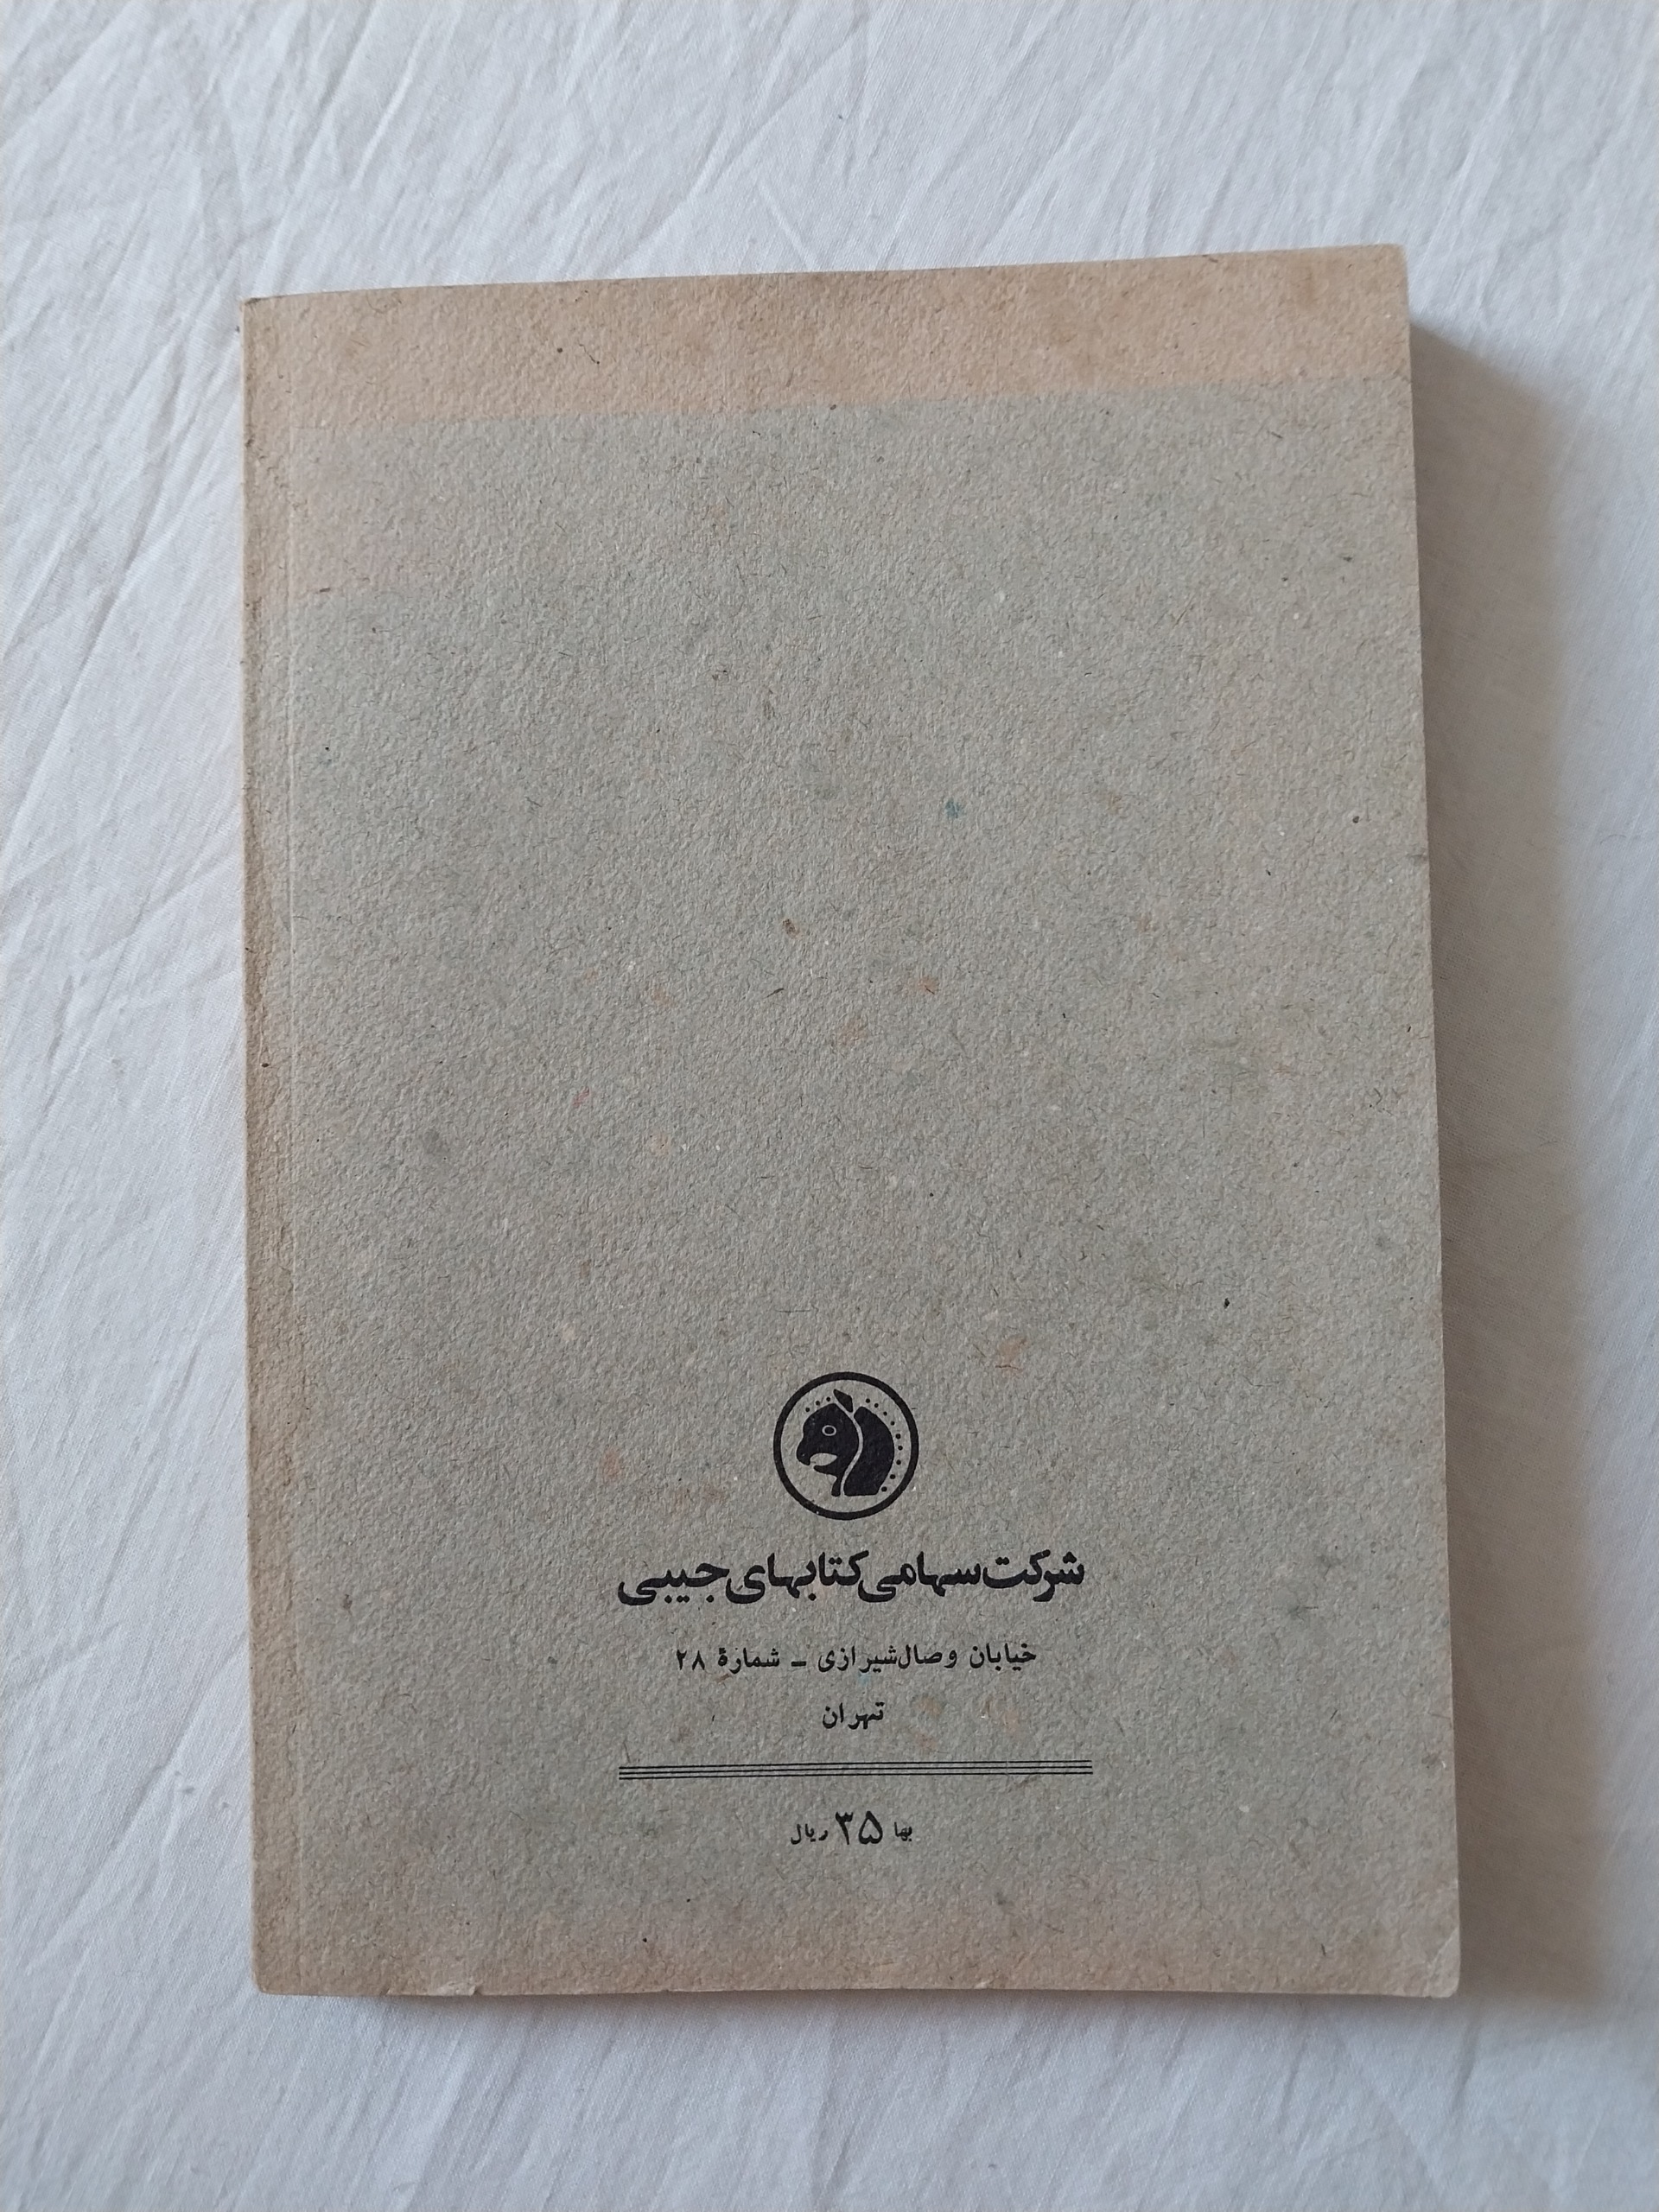 شرکت سهامی کتابهای جیبی
خیابان وصال شیرازی - شمارهٔ ۲۸
تهران
بها ۳۵ ریال